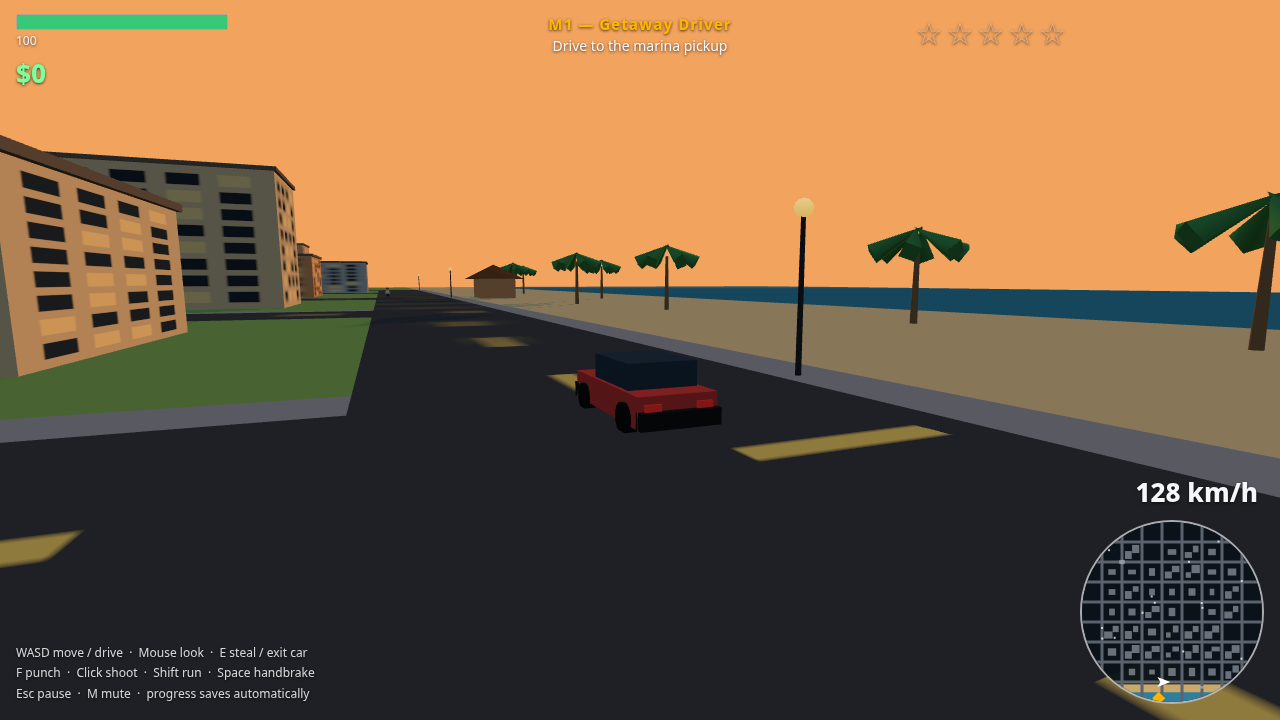 100
$0
M1 — Getaway Driver
Drive to the marina pickup
☆ ☆ ☆ ☆ ☆
128 km/h
WASD move / drive · Mouse look · E steal / exit car
F punch · Click shoot · Shift run · Space handbrake
Esc pause · M mute · progress saves automatically